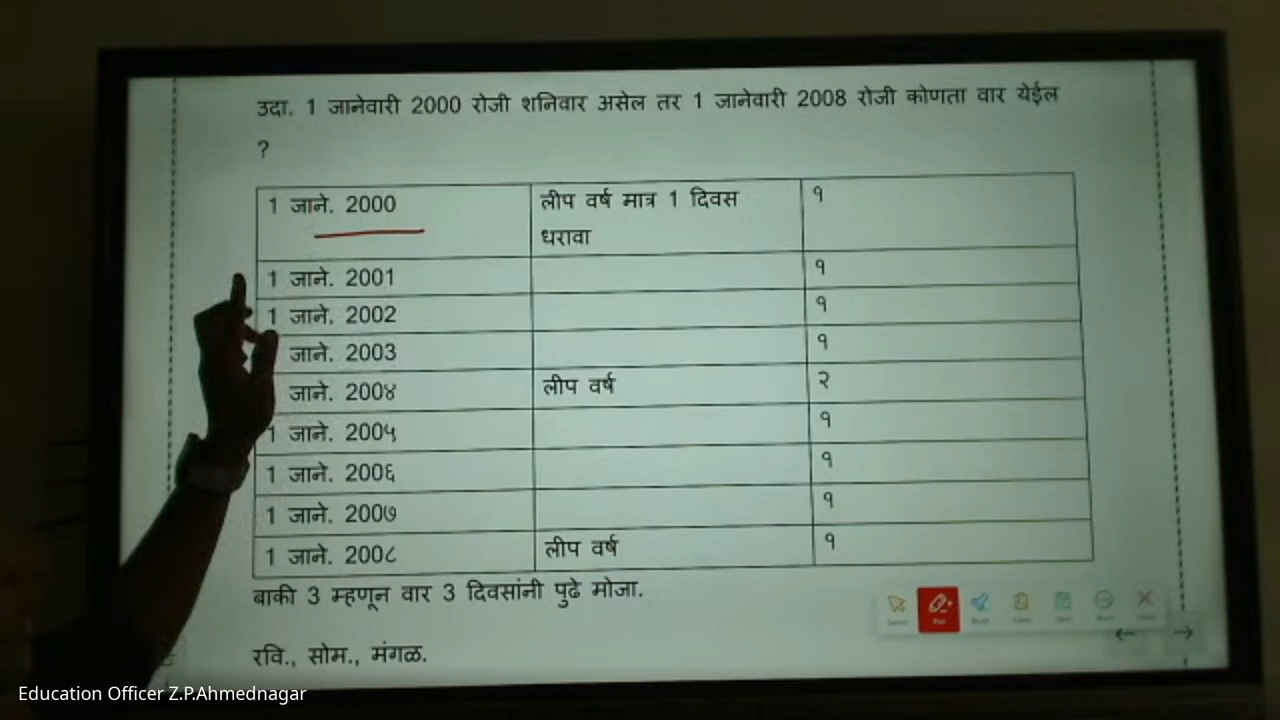 उदा. 1 जानेवारी 2000 रोजी शनिवार असेल तर 1 जानेवारी 2008 रोजी कोणता वार येईल
?
1 जाने. 2000 लीप वर्ष मात्र 1 दिवस १
धरावा
1 जाने. 2001 १
1 जाने. 2002 १
जाने. 2003 १
जाने. 200४ लीप वर्ष २
1 जाने. 200५ १
1 जाने. 200६ १
1 जाने. 200७ १
1 जाने. 200८ लीप वर्ष १
बाकी 3 म्हणून वार 3 दिवसांनी पुढे मोजा.
रवि., सोम., मंगळ.
Education Officer Z.P.Ahmednagar